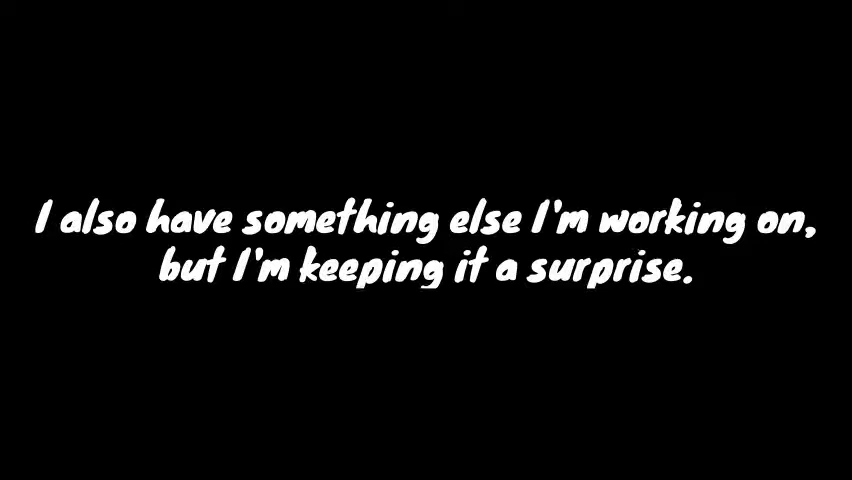 I also have something else I'm working on,
but I'm keeping it a surprise.